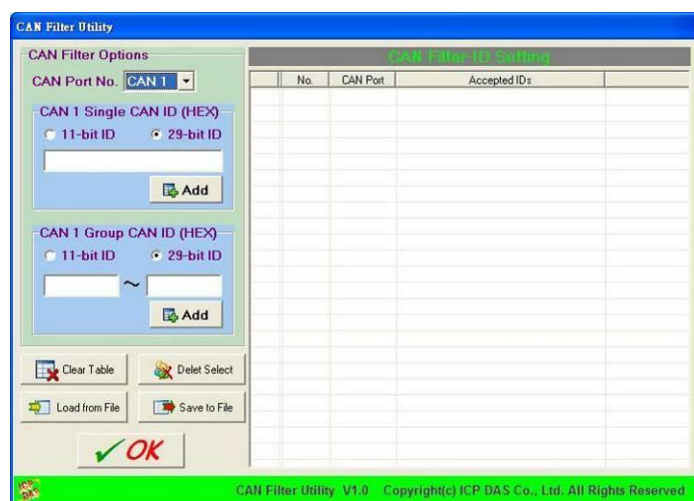 CAN Filter Utility
CAN Filter Options
CAN Port No. CAN 1
CAN 1 Single CAN ID (HEX)
11-bit ID 29-bit ID
Add
CAN 1 Group CAN ID (HEX)
11-bit ID 29-bit ID
~
Add
Clear Table Delet Select
Load from File Save to File
OK
CAN Filter-ID Setting
No. CAN Port Accepted IDs
ICP DAS
CAN Filter Utility V1.0 Copyright(c) ICP DAS Co., Ltd. All Rights Reserved